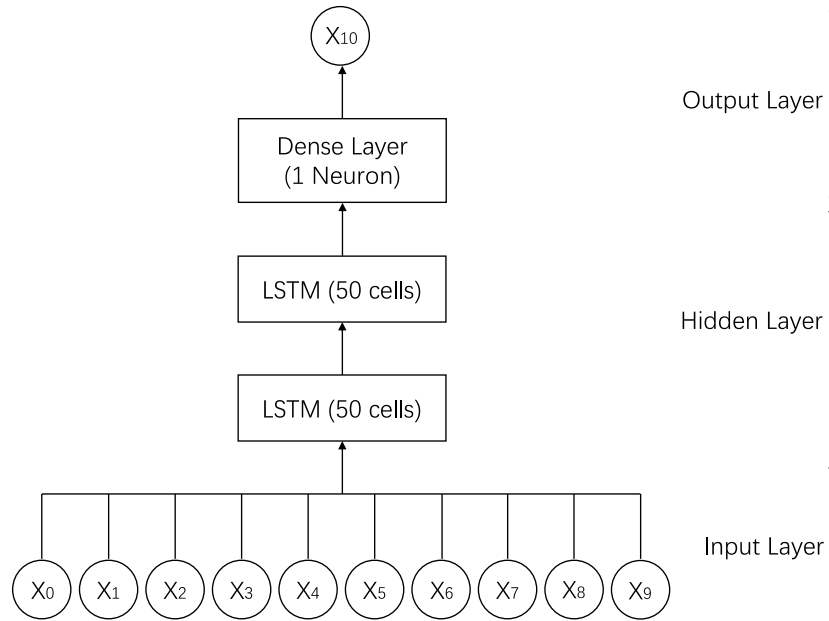 X10
Output Layer
Dense Layer
(1 Neuron)
LSTM (50 cells)
Hidden Layer
LSTM (50 cells)
Input Layer
X0 X1 X2 X3 X4 X5 X6 X7 X8 X9